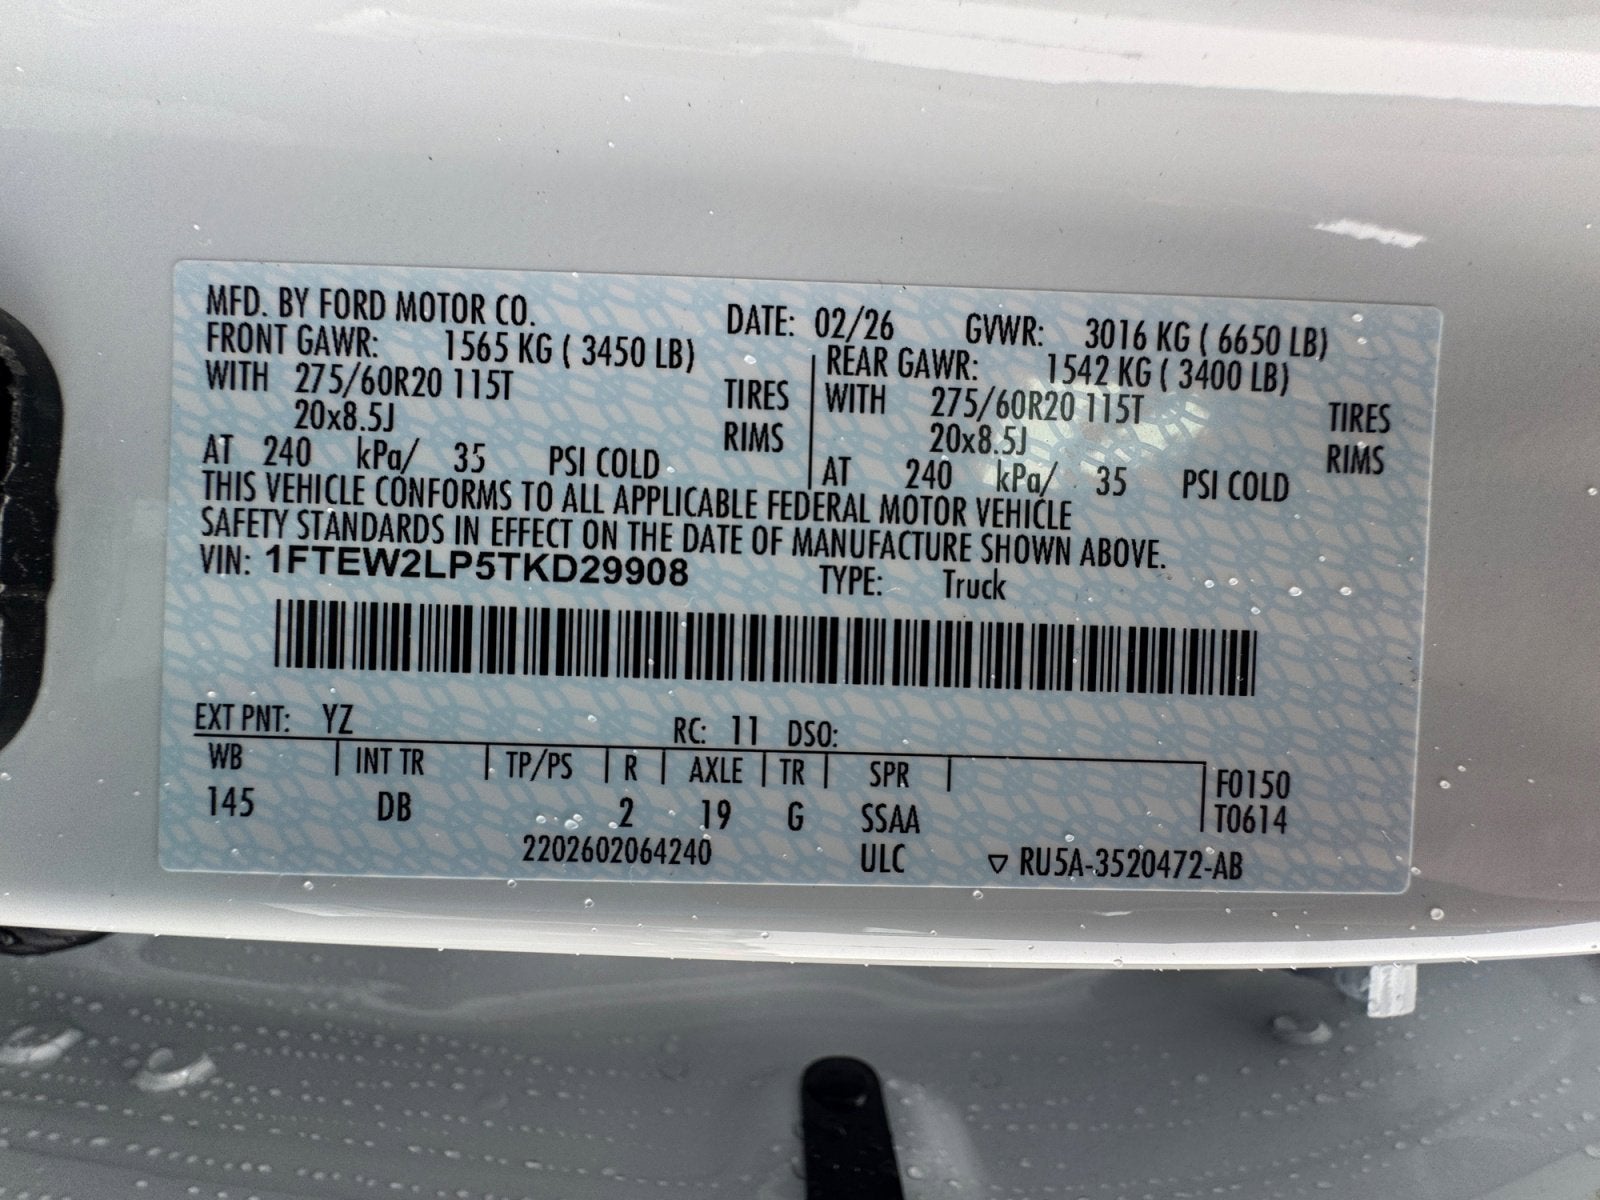 MFD. BY FORD MOTOR CO. DATE: 02/26 GVWR: 3016 KG ( 6650 LB)
FRONT GAWR: 1565 KG ( 3450 LB) REAR GAWR: 1542 KG ( 3400 LB)
WITH 275/60R20 115T TIRES WITH 275/60R20 115T TIRES
20x8.5J RIMS 20x8.5J RIMS
AT 240 kPa/ 35 PSI COLD AT 240 kPa/ 35 PSI COLD
THIS VEHICLE CONFORMS TO ALL APPLICABLE FEDERAL MOTOR VEHICLE
SAFETY STANDARDS IN EFFECT ON THE DATE OF MANUFACTURE SHOWN ABOVE.
VIN: 1FTEW2LP5TKD29908 TYPE: Truck
EXT PNT: YZ RC: 11 DSO:
WB INT TR TP/PS R AXLE TR SPR F0150
145 DB 2 19 G SSAA T0614
2202602064240 ULC ▽ RU5A-3520472-AB